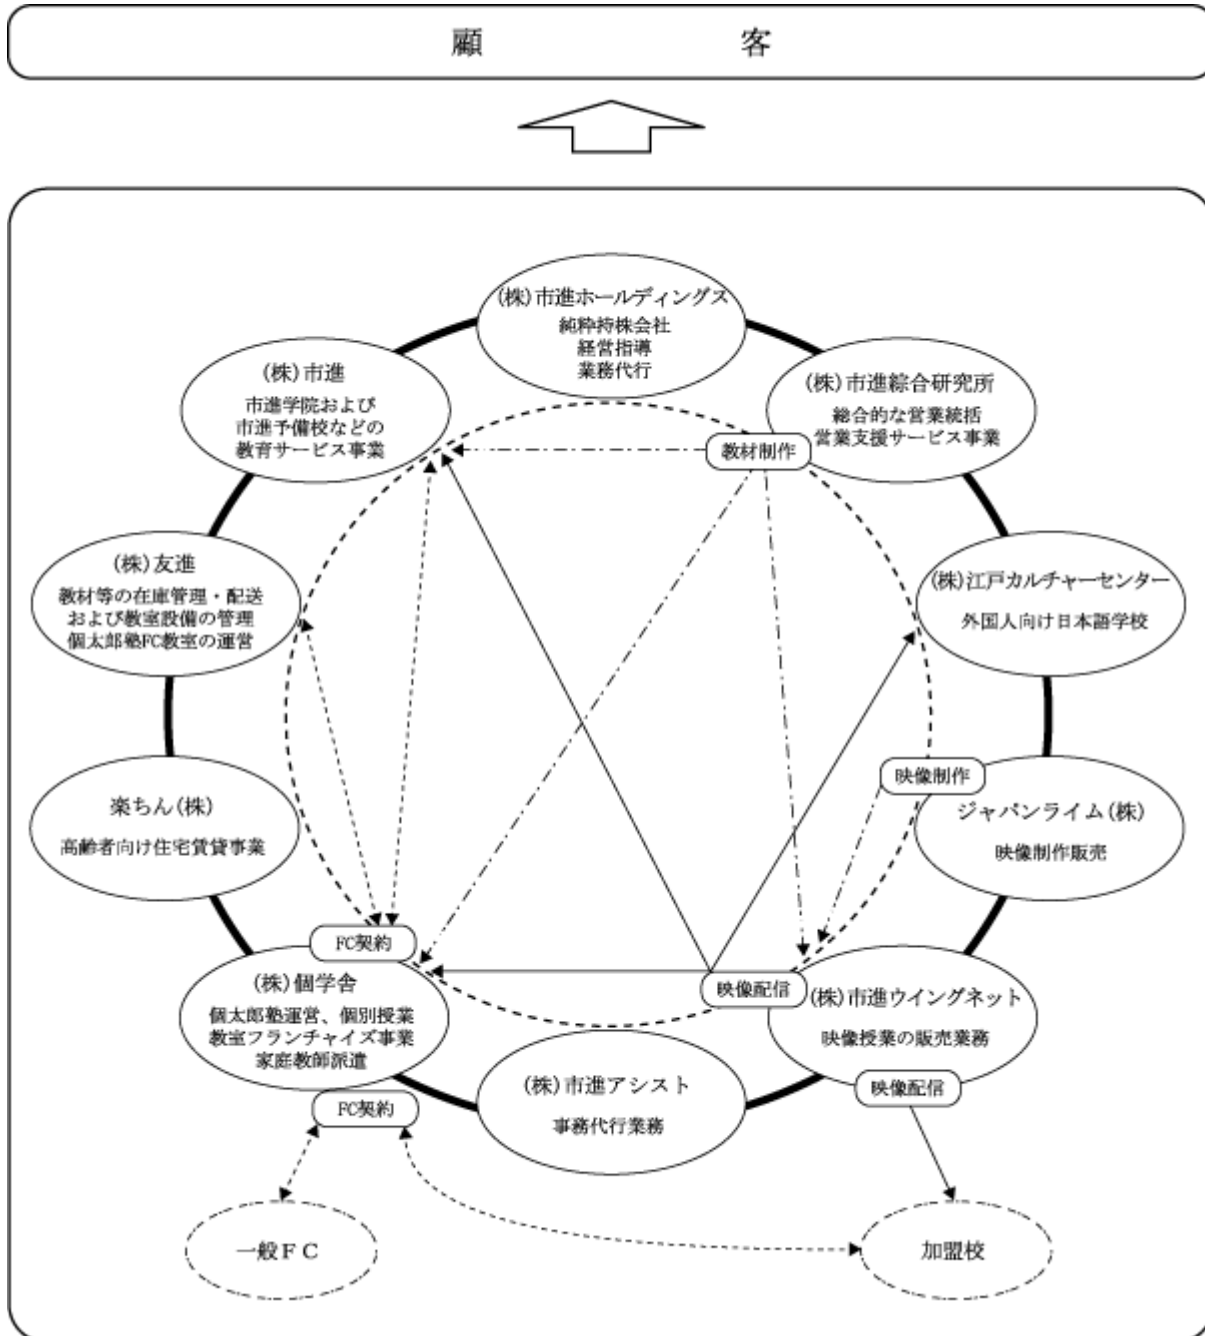 顧客
(株)市進ホールディングス
純粋持株会社
経営指導
業務代行
(株)市進
市進学院および
市進予備校などの
教育サービス事業
(株)市進綜合研究所
総合的な営業統括
営業支援サービス事業
教材制作
(株)友進
教材等の在庫管理・配送
および教室設備の管理
個太郎塾FC教室の運営
(株)江戸カルチャーセンター
外国人向け日本語学校
楽ちん(株)
高齢者向け住宅賃貸事業
映像制作
ジャパンライム(株)
映像制作販売
FC契約
(株)個学舎
個太郎塾運営、個別授業
教室フランチャイズ事業
家庭教師派遣
FC契約
映像配信
(株)市進ウイングネット
映像授業の販売業務
映像配信
(株)市進アシスト
事務代行業務
一般FC
加盟校